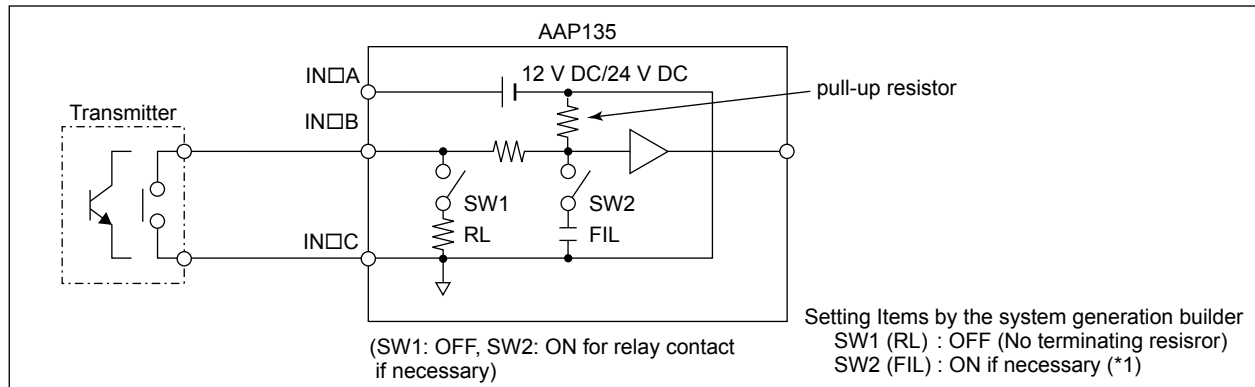 AAP135
IN□A
12 V DC/24 V DC
pull-up resistor
Transmitter
IN□B
SW1
SW2
RL
FIL
IN□C
(SW1: OFF, SW2: ON for relay contact
if necessary)
Setting Items by the system generation builder
SW1 (RL) : OFF (No terminating resisror)
SW2 (FIL) : ON if necessary (*1)